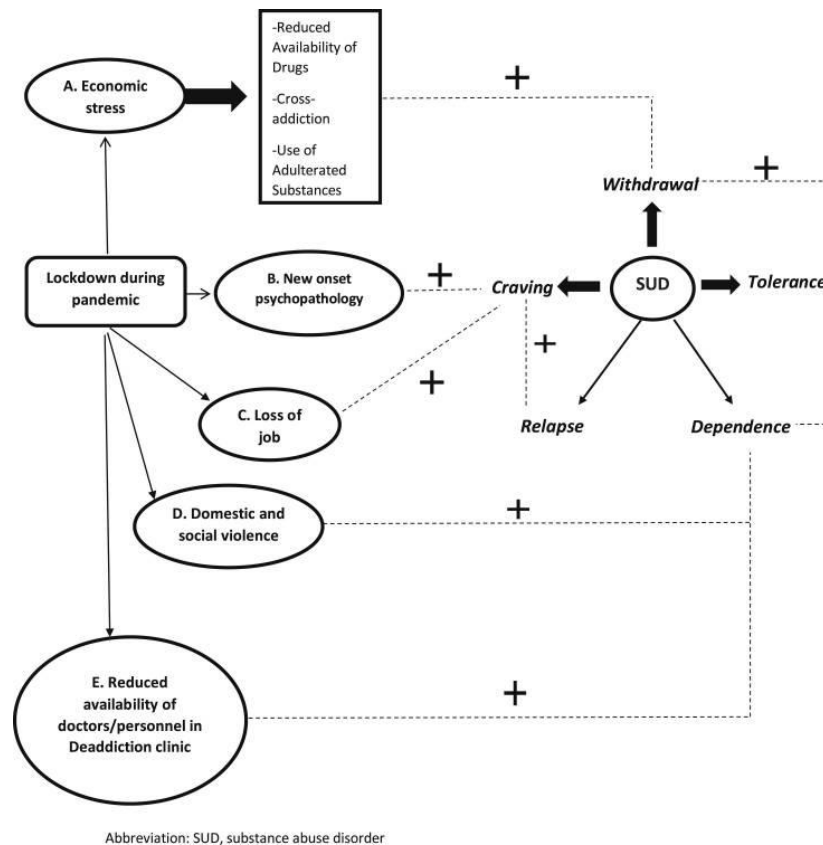 -Reduced
Availability of
Drugs
-Cross-
addiction
-Use of
Adulterated
Substances
A. Economic
stress
+
+
Withdrawal
Lockdown during
pandemic
B. New onset
psychopathology
+
Craving
SUD
Tolerance
+
+
C. Loss of
job
Relapse
Dependence
D. Domestic and
social violence
+
E. Reduced
availability of
doctors/personnel in
Deaddiction clinic
+
Abbreviation: SUD, substance abuse disorder